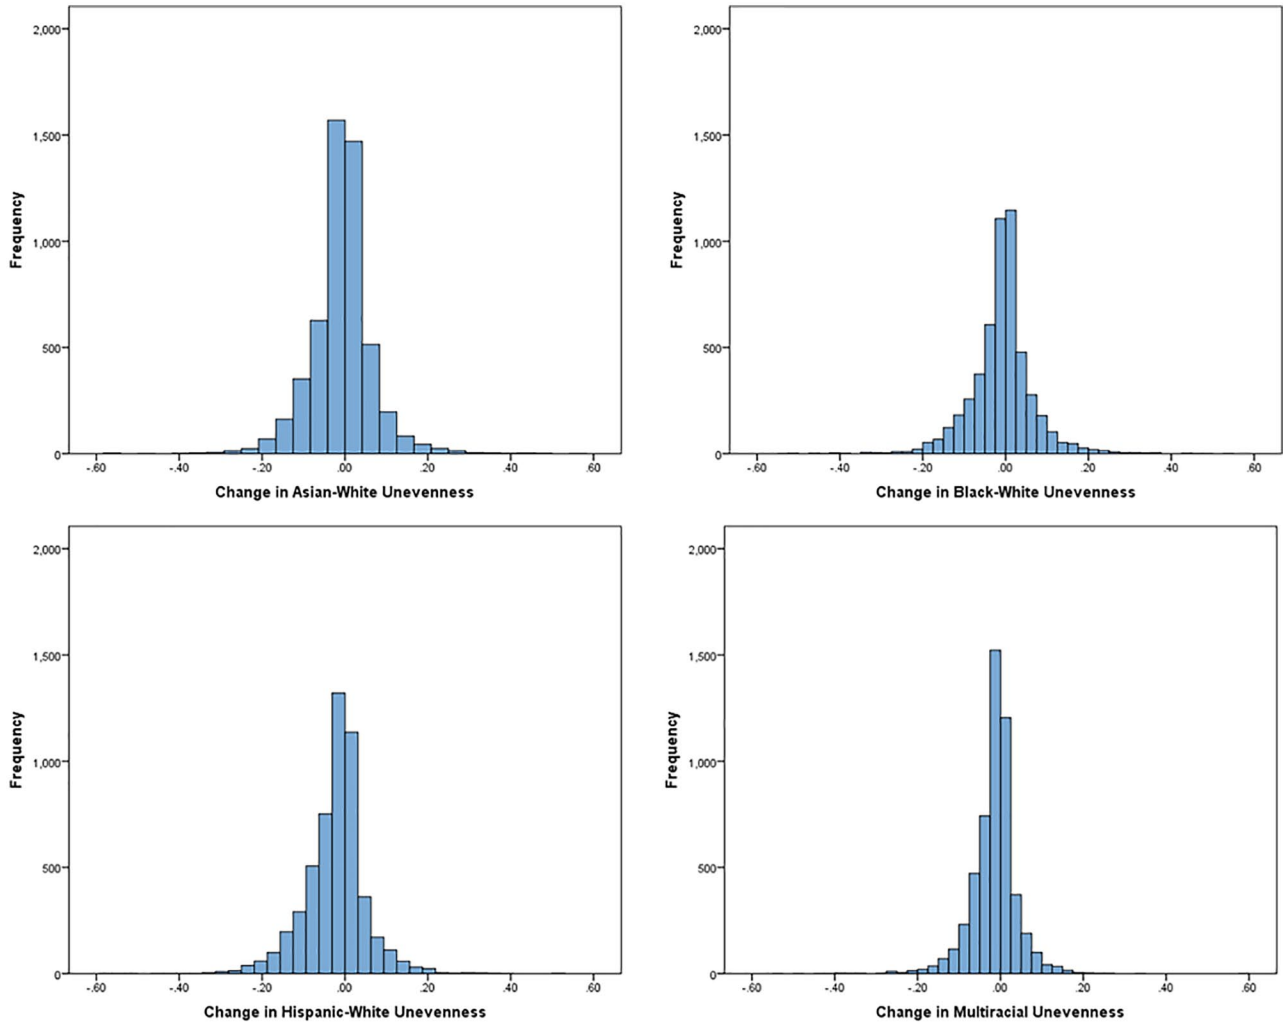 2,000
1,500
1,000
500
0
Frequency
-.60 -.40 -.20 .00 .20 .40 .60
Change in Asian-White Unevenness
2,000
1,500
1,000
500
0
Frequency
-.60 -.40 -.20 .00 .20 .40 .60
Change in Black-White Unevenness
2,000
1,500
1,000
500
0
Frequency
-.60 -.40 -.20 .00 .20 .40 .60
Change in Hispanic-White Unevenness
2,000
1,500
1,000
500
0
Frequency
-.60 -.40 -.20 .00 .20 .40 .60
Change in Multiracial Unevenness